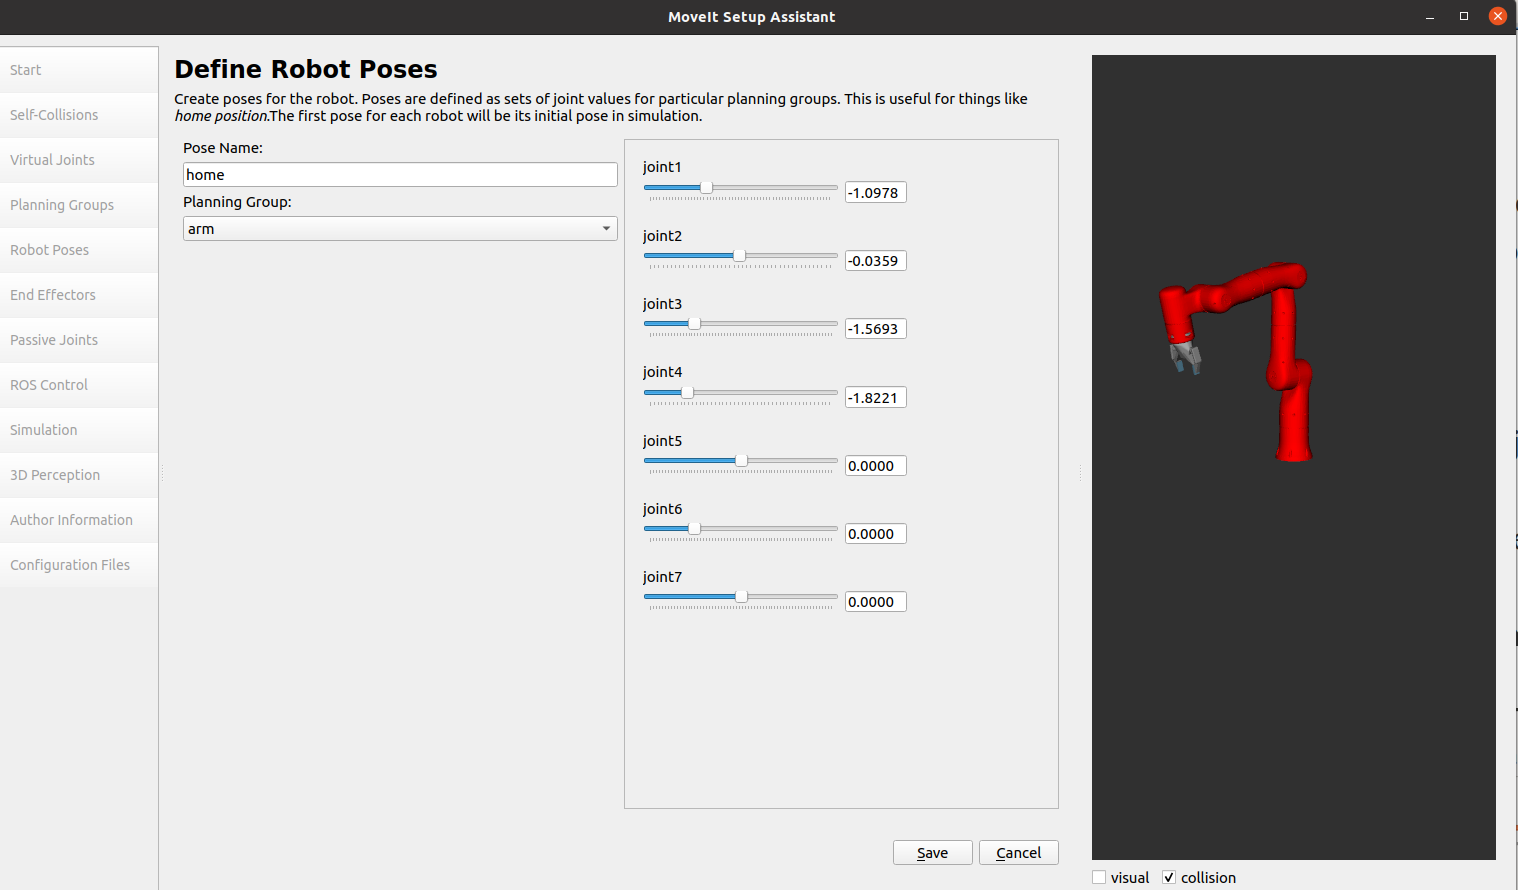 MoveIt Setup Assistant
Start
Self-Collisions
Virtual Joints
Planning Groups
Robot Poses
End Effectors
Passive Joints
ROS Control
Simulation
3D Perception
Author Information
Configuration Files
Define Robot Poses
Create poses for the robot. Poses are defined as sets of joint values for particular planning groups. This is useful for things like
home position.The first pose for each robot will be its initial pose in simulation.
Pose Name:
home
Planning Group:
arm
joint1
-1.0978
joint2
-0.0359
joint3
-1.5693
joint4
-1.8221
joint5
0.0000
joint6
0.0000
joint7
0.0000
Save
Cancel
visual
collision